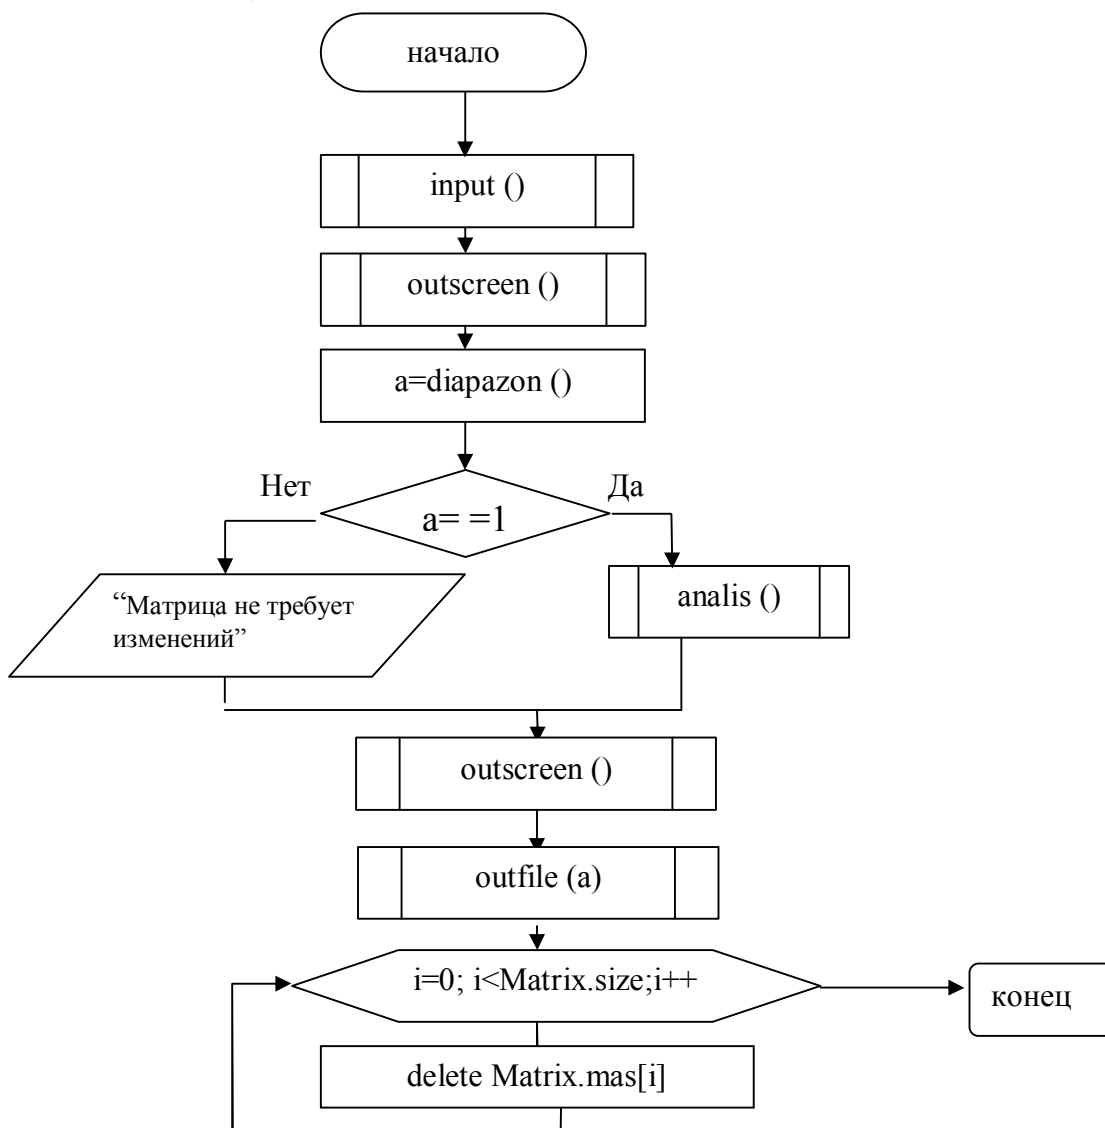 начало
input ()
outscreen ()
a=diapazon ()
Нет
Да
a= =1
“Матрица не требует
изменений”
analis ()
outscreen ()
outfile (a)
i=0; i<Matrix.size;i++
конец
delete Matrix.mas[i]